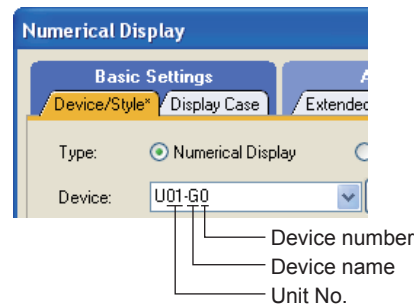 Numerical Display
Basic Settings
A
Device/Style* Display Case Extended
Type: Numerical Display
Device: U01-G0
Device number
Device name
Unit No.